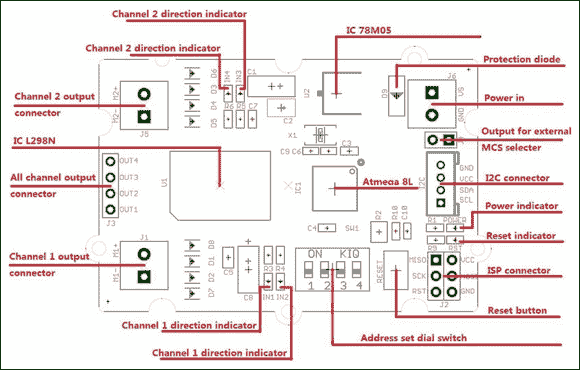 Channel 2 direction indicator
IC 78M05
Channel 2 direction indicator
Protection diode
Channel 2 output
connector
Power in
IC L298N
Output for external
MCS selecter
All channel output
connector
I2C connector
Atmega 8L
Power indicator
Reset indicator
Channel 1 output
connector
ISP connector
Reset button
Channel 1 direction indicator
Channel 1 direction indicator
Address set dial switch
M2+
M2-
J5
D6
D3
D4
D5
IN4
IN3
C1
R6
R5
C7
C2
U2
D9
J6
VS
GND
X1
C9
C6
C3
U1
IC1
OUT4
OUT3
OUT2
OUT1
J3
I2C
GND
VCC
SDA
SCL
C4
SW1
R2
R10
C10
R1
POWER
R9
RST
J1
M1+
M1-
D8
D1
D2
D7
C5
C8
R3
R4
IN1
IN2
ON
KIQ
1
2
3
4
RESET
MISO
SCK
RST
VCC
GND
J2